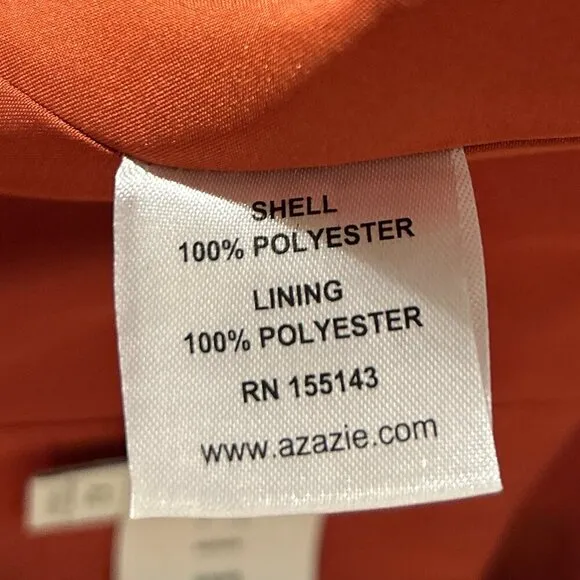 SHELL
100% POLYESTER
LINING
100% POLYESTER
RN 155143
www.azazie.com